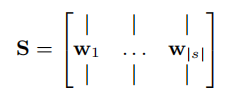 S = [ | | |
w₁ … w|s|
| | | ]